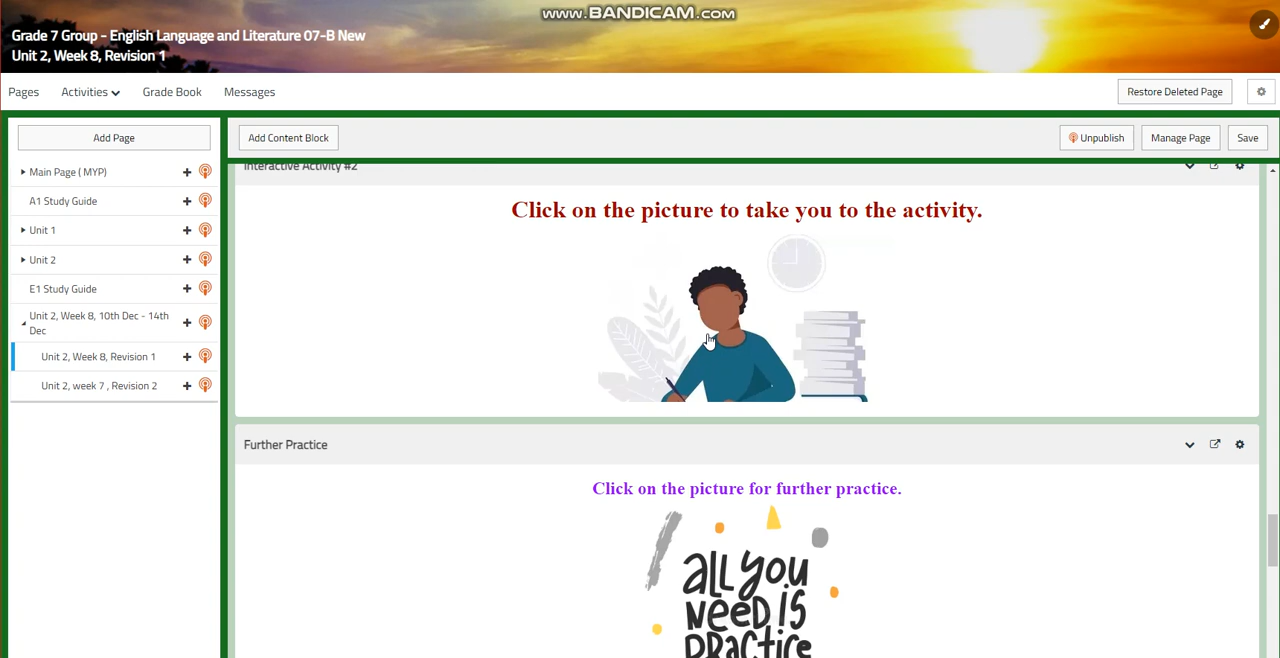 www.BANDICAM.com
Grade 7 Group - English Language and Literature 07-B New
Unit 2, Week 8, Revision 1
Pages
Activities
Grade Book
Messages
Restore Deleted Page
Add Page
Add Content Block
Unpublish
Manage Page
Save
Main Page ( MYP)
A1 Study Guide
Unit 1
Unit 2
E1 Study Guide
Unit 2, Week 8, 10th Dec - 14th
Dec
Unit 2, Week 8, Revision 1
Unit 2, week 7 , Revision 2
Interactive Activity #2
Click on the picture to take you to the activity.
Further Practice
Click on the picture for further practice.
all you
NEED is
PRACTICE